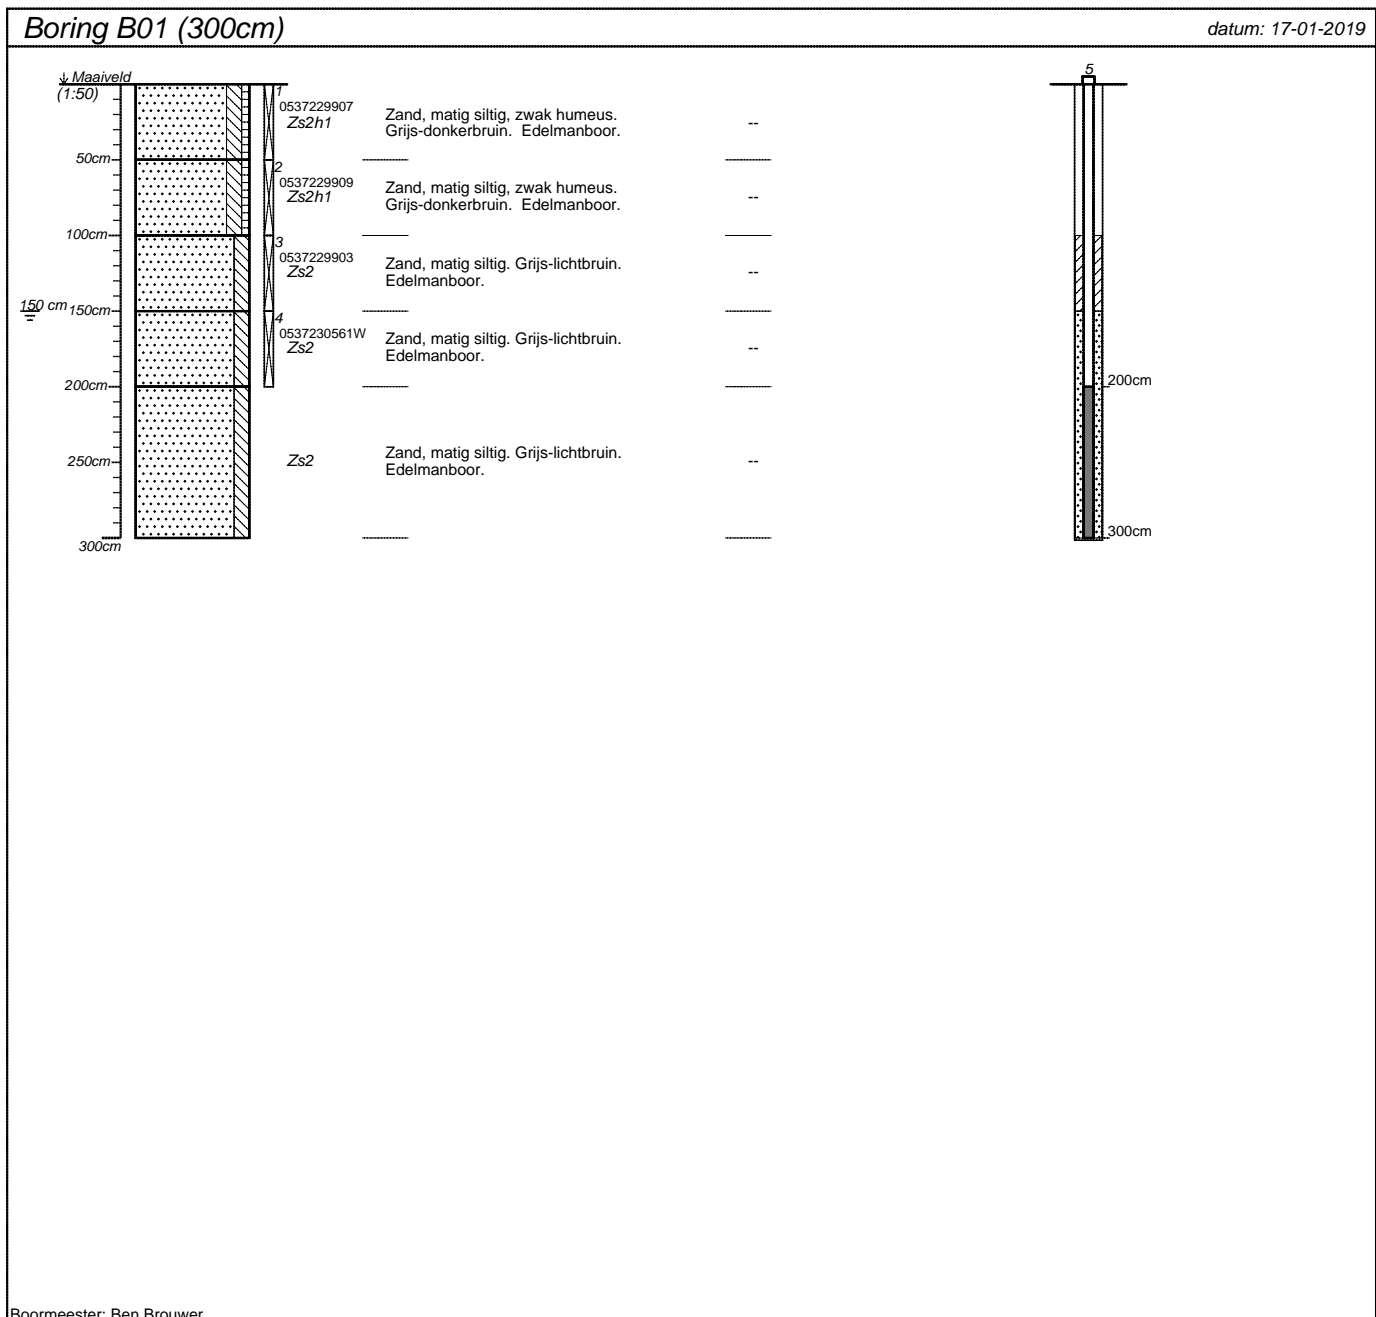 Boring B01 (300cm)
datum: 17-01-2019
Maaiveld
(1:50)
5
1
0537229907
Zs2h1
Zand, matig siltig, zwak humeus.
Grijs-donkerbruin. Edelmanboor.
--
50cm
2
0537229909
Zs2h1
Zand, matig siltig, zwak humeus.
Grijs-donkerbruin. Edelmanboor.
--
100cm
3
0537229903
Zs2
Zand, matig siltig. Grijs-lichtbruin.
Edelmanboor.
--
150 cm
150cm
4
0537230561W
Zs2
Zand, matig siltig. Grijs-lichtbruin.
Edelmanboor.
--
200cm
200cm
250cm
Zs2
Zand, matig siltig. Grijs-lichtbruin.
Edelmanboor.
--
300cm
300cm
Boormeester: Ben Brouwer